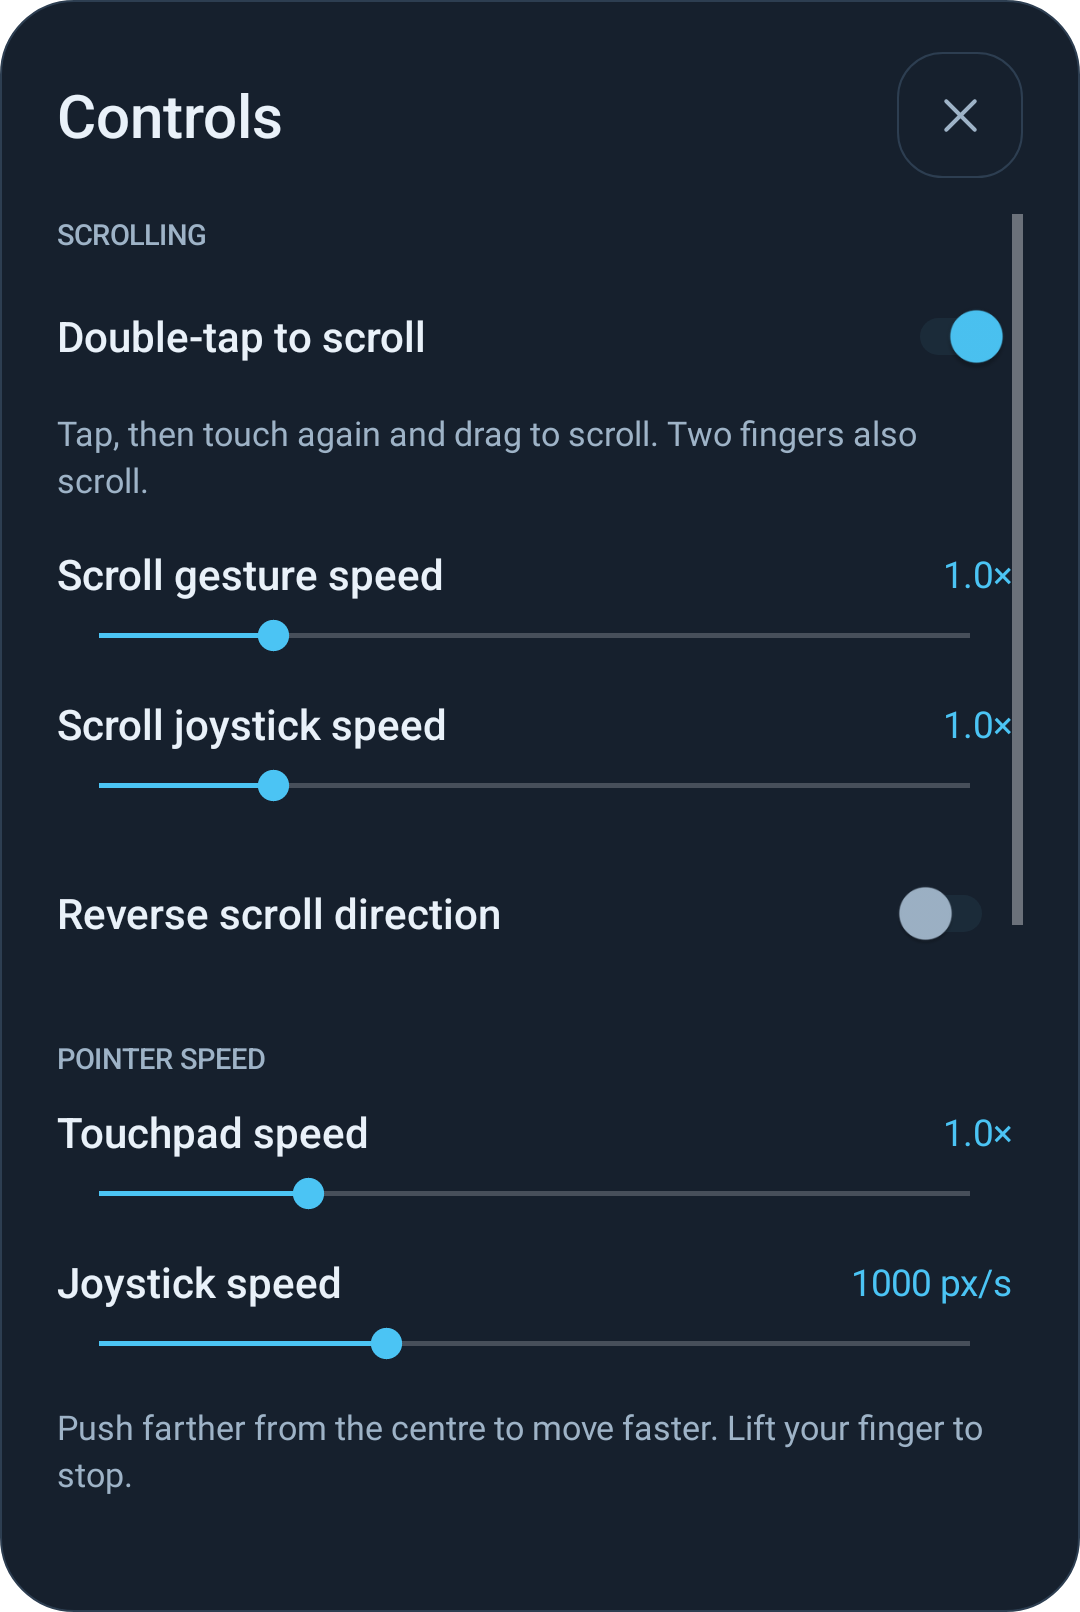 Controls
SCROLLING
Double-tap to scroll
Tap, then touch again and drag to scroll. Two fingers also
scroll.
Scroll gesture speed 1.0×
Scroll joystick speed 1.0×
Reverse scroll direction
POINTER SPEED
Touchpad speed 1.0×
Joystick speed 1000 px/s
Push farther from the centre to move faster. Lift your finger to
stop.